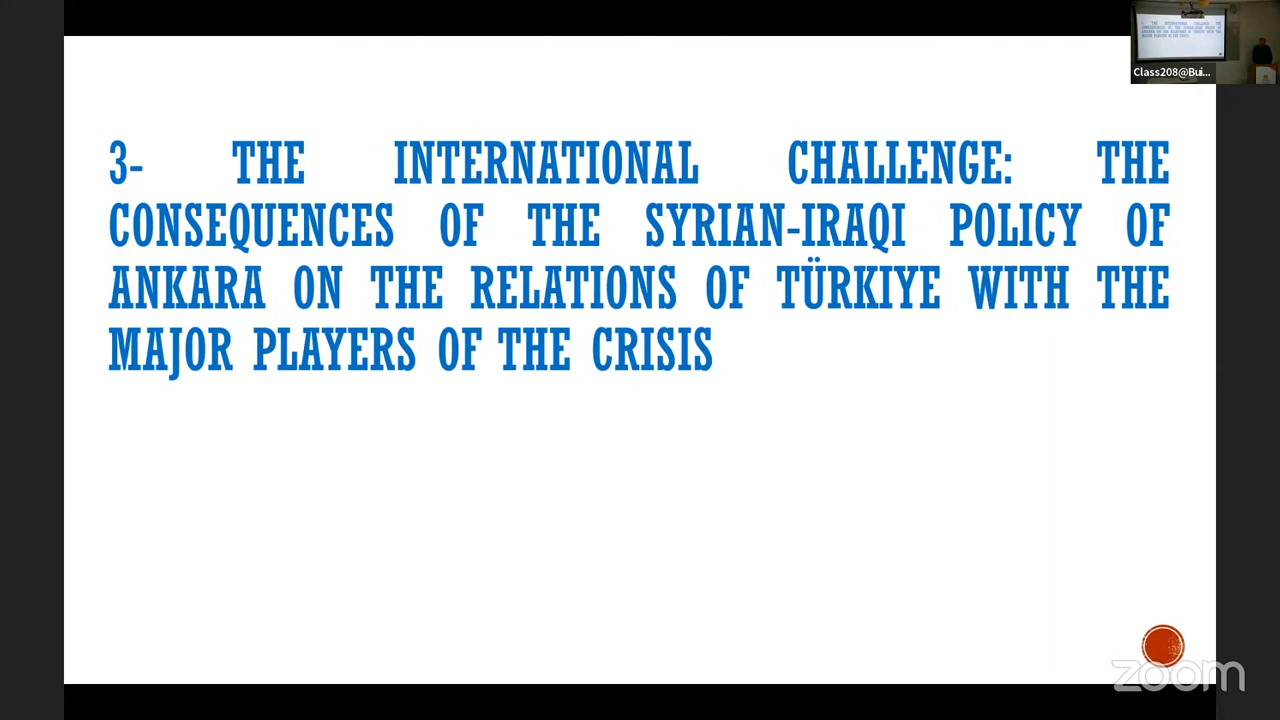 3- THE INTERNATIONAL CHALLENGE: THE
CONSEQUENCES OF THE SYRIAN-IRAQI POLICY OF
ANKARA ON THE RELATIONS OF TÜRKIYE WITH THE
MAJOR PLAYERS OF THE CRISIS
Class208@Bui...
zoom